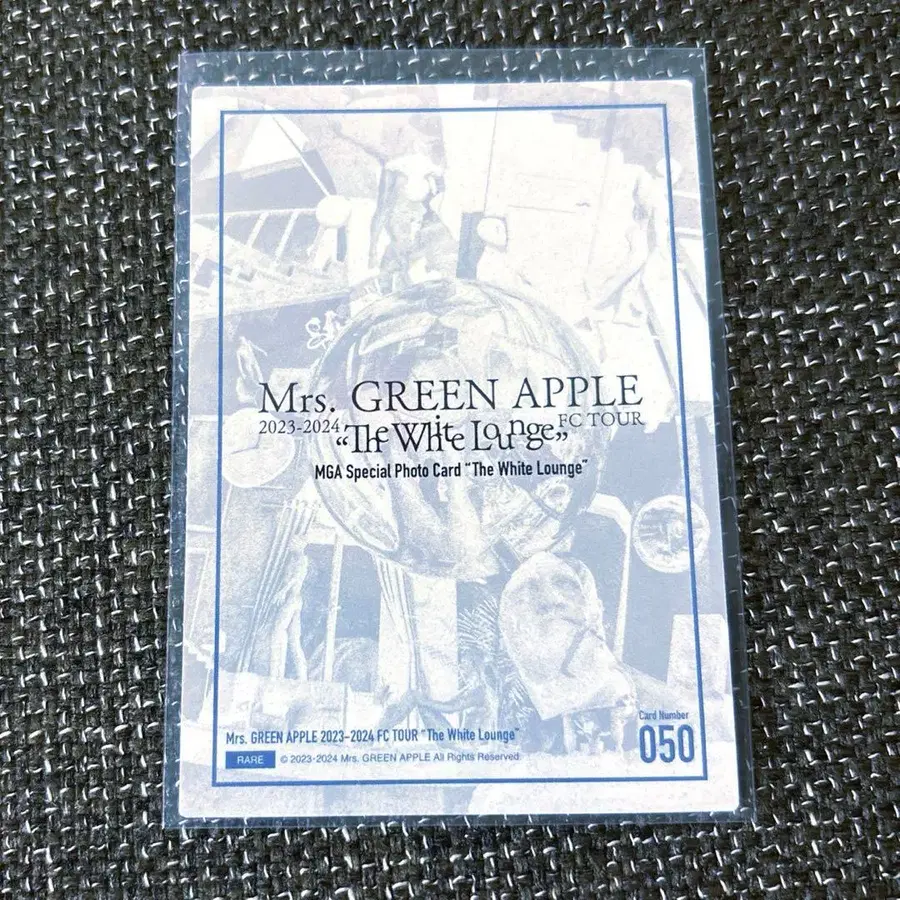 Mrs. GREEN APPLE
2023-2024 “The White Lounge” FC TOUR
MGA Special Photo Card “The White Lounge”
Card Number
050
Mrs. GREEN APPLE 2023-2024 FC TOUR “The White Lounge”
RARE © 2023-2024 Mrs. GREEN APPLE All Rights Reserved.